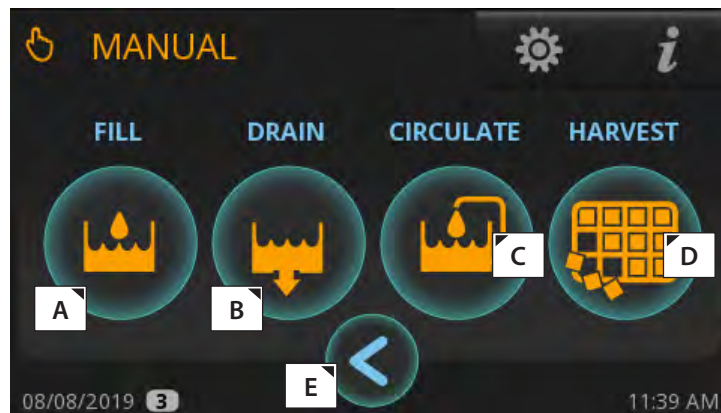 MANUAL i
FILL DRAIN CIRCULATE HARVEST
A B C D
E
08/08/2019 3 11:39 AM